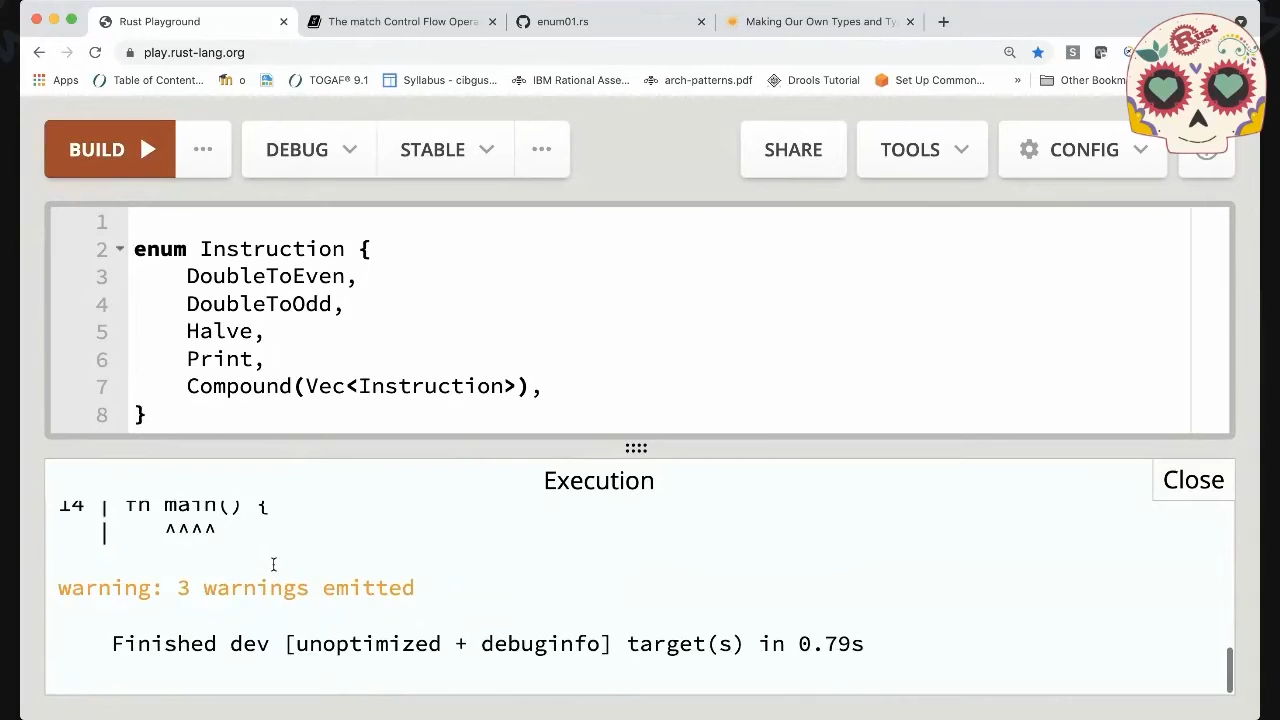 Rust Playground
The match Control Flow Opera
enum01.rs
Making Our Own Types and Ty
play.rust-lang.org
Apps
Table of Content...
o
TOGAF® 9.1
Syllabus - cibgus...
IBM Rational Asse...
arch-patterns.pdf
Drools Tutorial
Set Up Common...
»
Other Bookm
Rust
BUILD
...
DEBUG
STABLE
...
SHARE
TOOLS
CONFIG
1
2 enum Instruction {
3 DoubleToEven,
4 DoubleToOdd,
5 Halve,
6 Print,
7 Compound(Vec<Instruction>),
8 }
Execution
Close
14 | fn main() {
| ^^^^
warning: 3 warnings emitted
Finished dev [unoptimized + debuginfo] target(s) in 0.79s